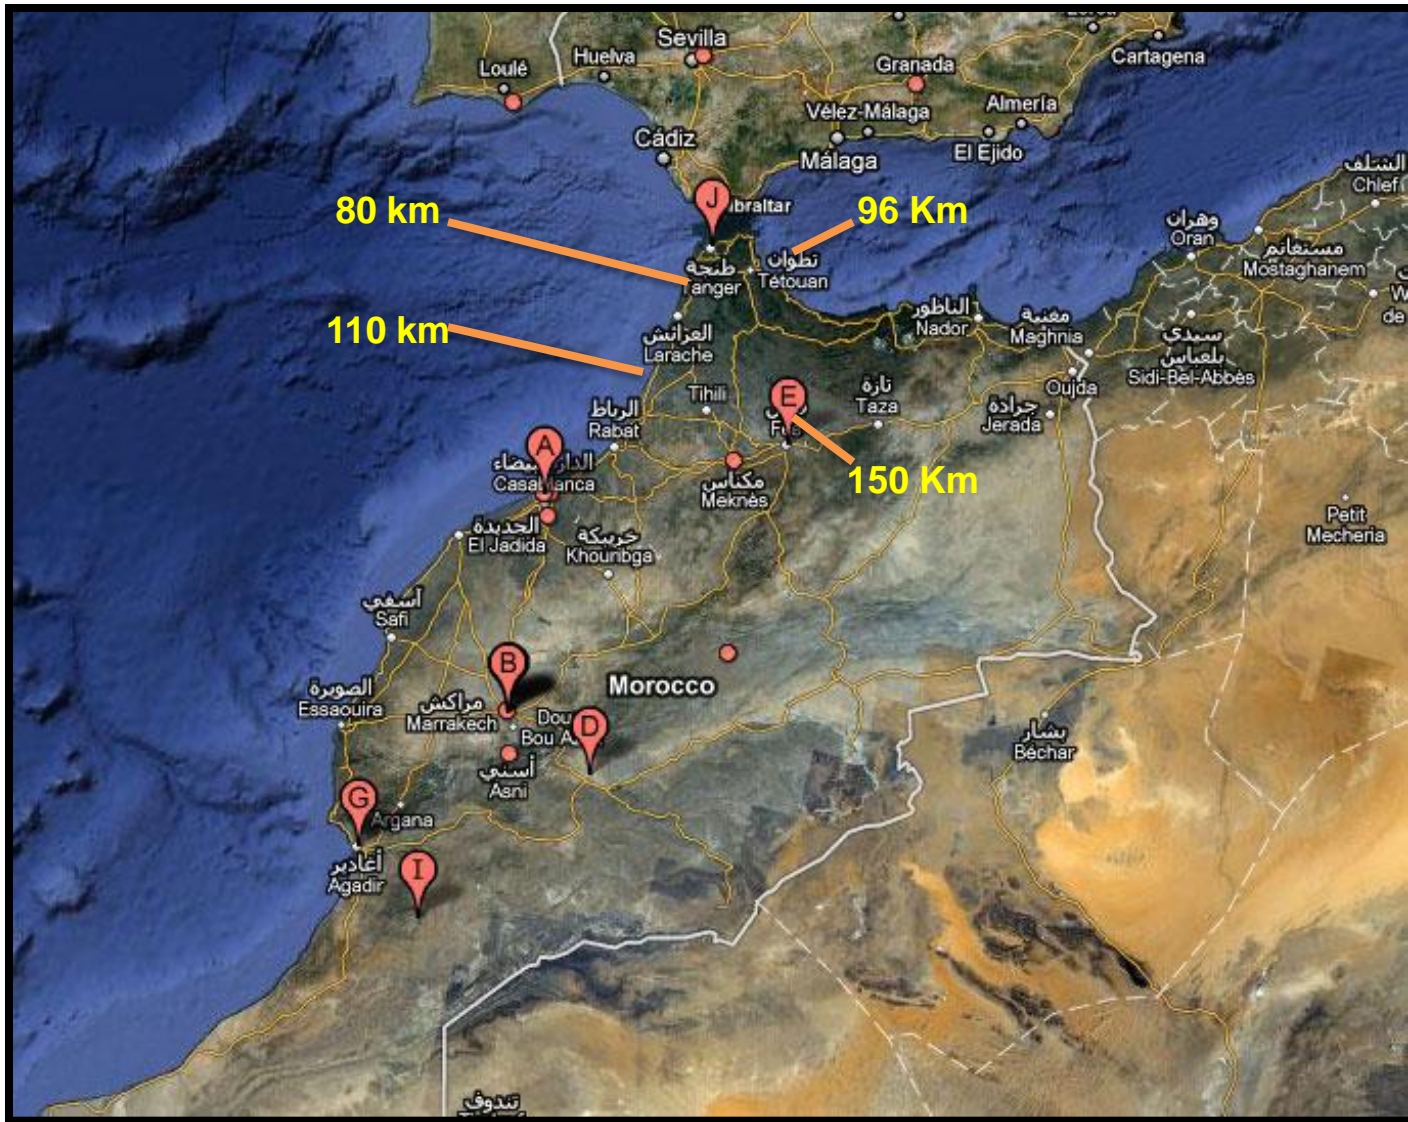 Sevilla
Huelva
Loulé
Granada
Cartagena
Vélez-Málaga
Almería
Cádiz
Málaga
El Ejido
الشلف
Chlef
J
ibraltar
80 km
96 Km
وهران
Oran
مستغانم
Mostaghanem
طنجة
Tanger
تطوان
Tétouan
الناظور
Nador
مغنية
Maghnia
سيدي
بلعباس
Sidi-Bel-Abbès
W
de
110 km
العرائش
Larache
Tihili
تازة
Taza
Oujda
جرادة
Jerada
E
الرباط
Rabat
A
الدار البيضاء
Casablanca
مكناس
Meknès
150 Km
الجديدة
El Jadida
خريبكة
Khouribga
Petit
Mecheria
آسفي
Safi
B
Morocco
الصويرة
Essaouira
مراكش
Marrakech
Dou
Bou A
D
بشار
Béchar
أسني
Asni
G
Argana
أغادير
Agadir
I
تندوف